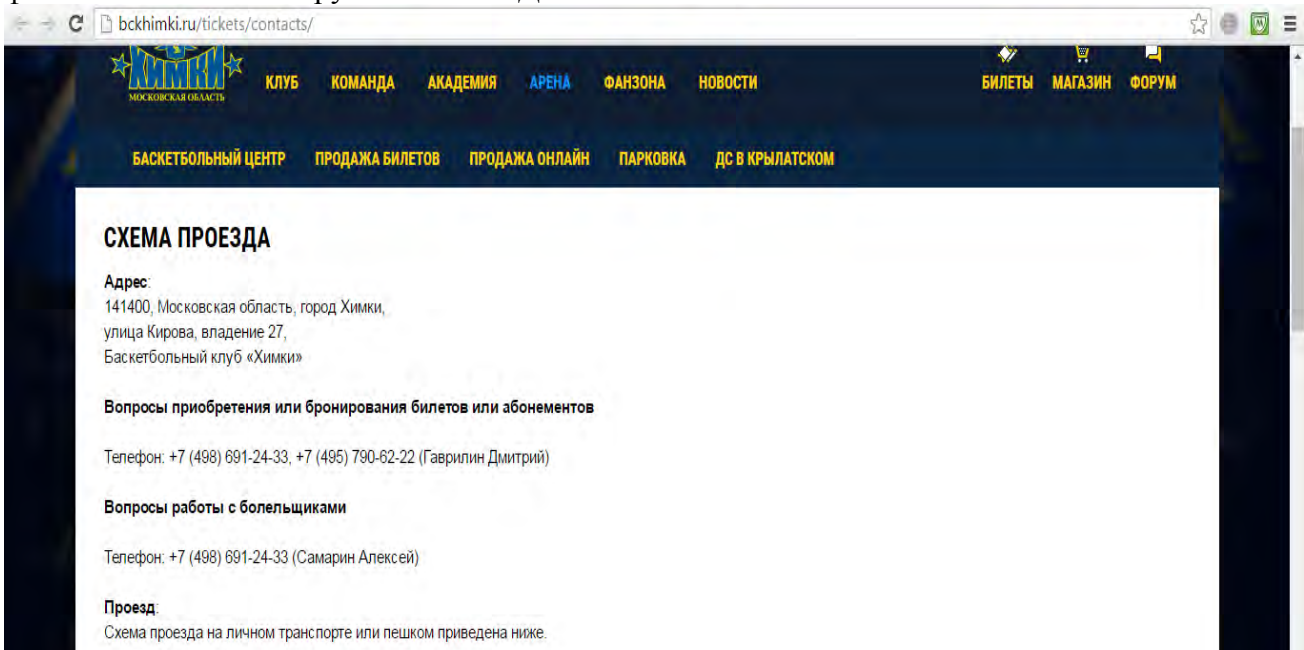 bckhimki.ru/tickets/contacts/
ХИМКИ
МОСКОВСКАЯ ОБЛАСТЬ
КЛУБ КОМАНДА АКАДЕМИЯ АРЕНА ФАНЗОНА НОВОСТИ БИЛЕТЫ МАГАЗИН ФОРУМ
БАСКЕТБОЛЬНЫЙ ЦЕНТР ПРОДАЖА БИЛЕТОВ ПРОДАЖА ОНЛАЙН ПАРКОВКА ДС В КРЫЛАТСКОМ
СХЕМА ПРОЕЗДА
Адрес:
141400, Московская область, город Химки,
улица Кирова, владение 27,
Баскетбольный клуб «Химки»
Вопросы приобретения или бронирования билетов или абонементов
Телефон: +7 (498) 691-24-33, +7 (495) 790-62-22 (Гаврилин Дмитрий)
Вопросы работы с болельщиками
Телефон: +7 (498) 691-24-33 (Самарин Алексей)
Проезд:
Схема проезда на личном транспорте или пешком приведена ниже.